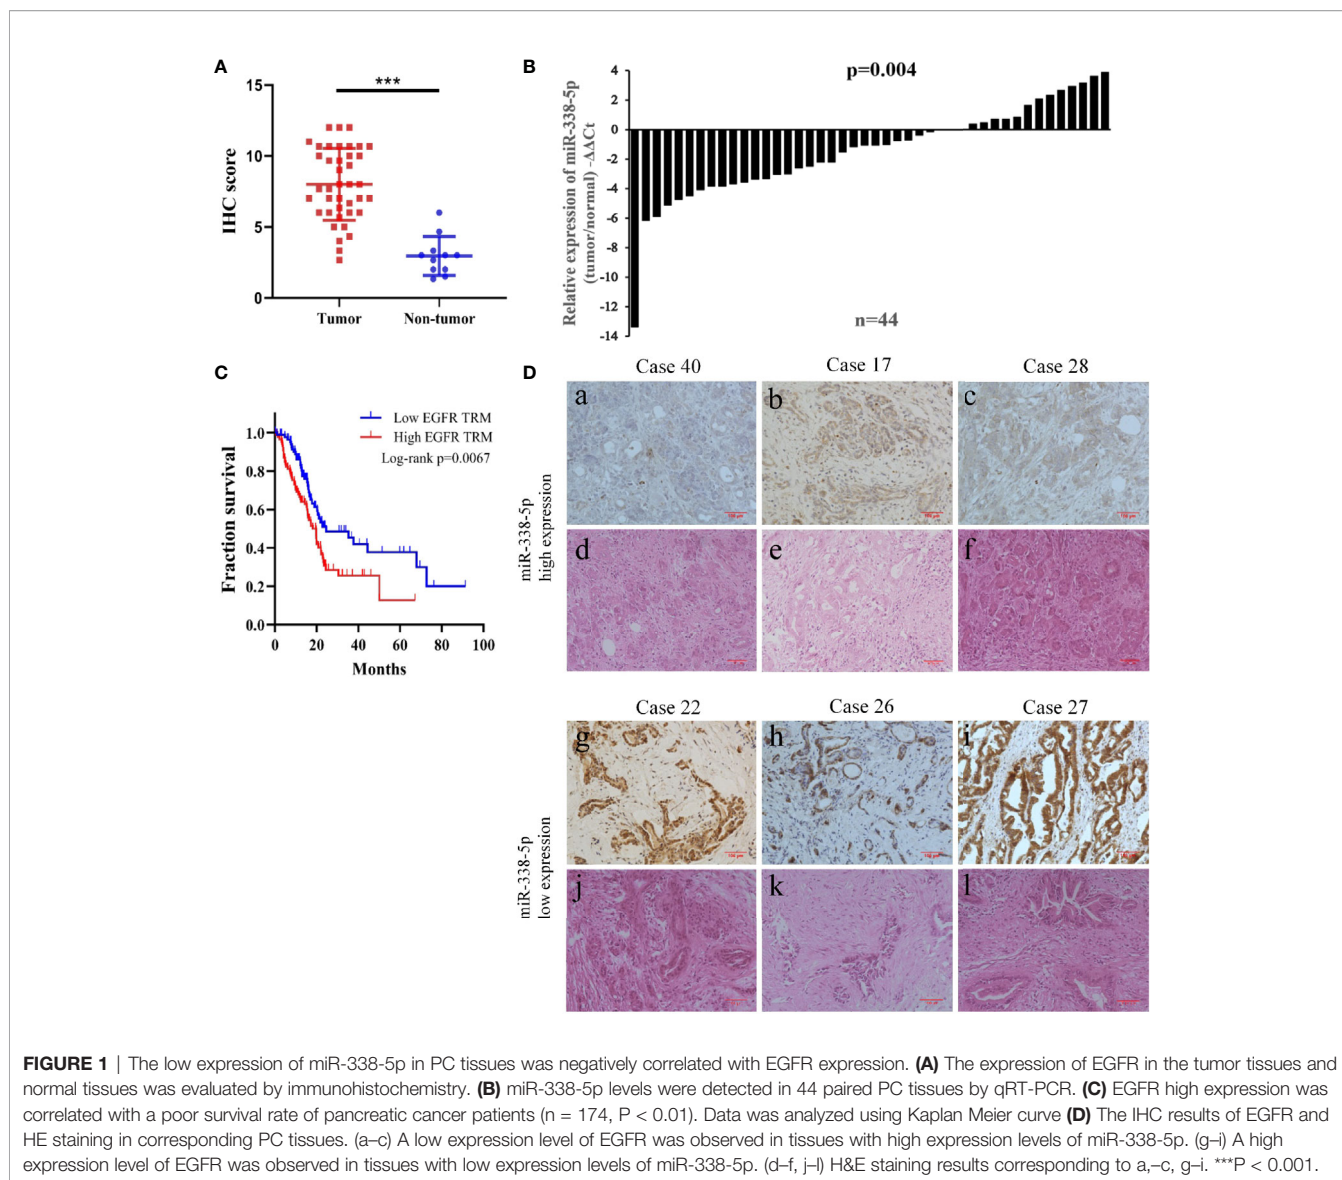 A
***
15
10
5
0
IHC score
Tumor
Non-tumor
B
p=0.004
4
2
0
-2
-4
-6
-8
-10
-12
-14
Relative expression of miR-338-5p
(tumor/normal) -ΔΔCt
n=44
C
Low EGFR TRM
High EGFR TRM
Log-rank p=0.0067
1.0
0.8
0.6
0.4
0.2
0.0
Fraction survival
0 20 40 60 80 100
Months
D
Case 40 Case 17 Case 28
a b c
miR-338-5p
high expression
d e f
Case 22 Case 26 Case 27
g h i
miR-338-5p
low expression
j k l
FIGURE 1 | The low expression of miR-338-5p in PC tissues was negatively correlated with EGFR expression. (A) The expression of EGFR in the tumor tissues and
normal tissues was evaluated by immunohistochemistry. (B) miR-338-5p levels were detected in 44 paired PC tissues by qRT-PCR. (C) EGFR high expression was
correlated with a poor survival rate of pancreatic cancer patients (n = 174, P < 0.01). Data was analyzed using Kaplan Meier curve (D) The IHC results of EGFR and
HE staining in corresponding PC tissues. (a–c) A low expression level of EGFR was observed in tissues with high expression levels of miR-338-5p. (g–i) A high
expression level of EGFR was observed in tissues with low expression levels of miR-338-5p. (d–f, j–l) H&E staining results corresponding to a,–c, g–i. ***P < 0.001.